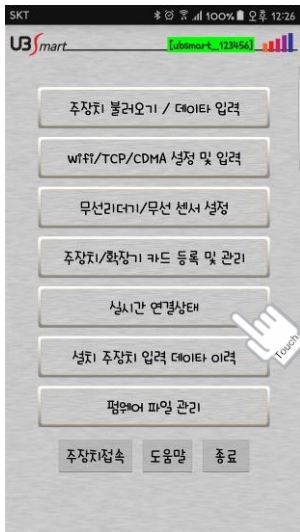 SKT 100% 오후 12:26
UBSmart [ubsmart_123456]
주장치 불러오기 / 데이타 입력
wifi/TCP/CDMA 설정 및 입력
무선리더기/무선 센서 설정
주장치/확장기 카드 등록 및 관리
실시간 연결상태
Touch
설치 주장치 입력 데이타 이력
펌웨어 파일 관리
주장치접속 도움말 종료